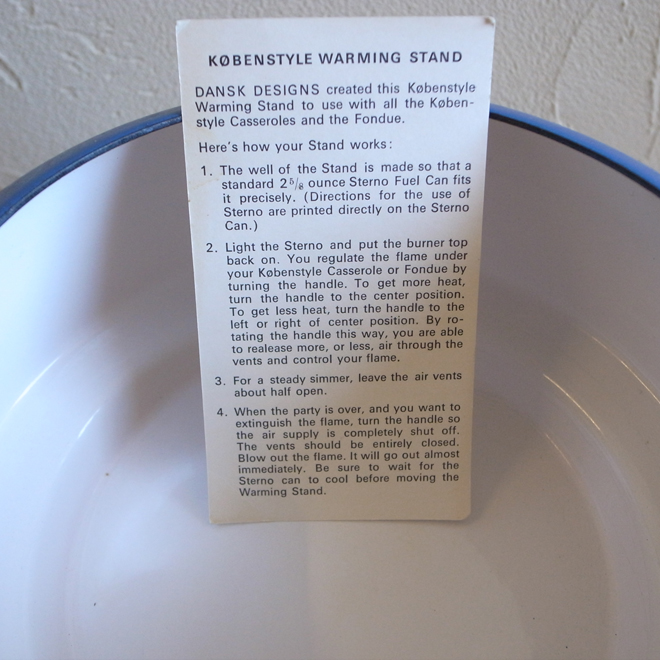 KØBENSTYLE WARMING STAND
DANSK DESIGNS created this Købenstyle
Warming Stand to use with all the Køben-
style Casseroles and the Fondue.
Here's how your Stand works:
1. The well of the Stand is made so that a
standard 2⅝ ounce Sterno Fuel Can fits
it precisely. (Directions for the use of
Sterno are printed directly on the Sterno
Can.)
2. Light the Sterno and put the burner top
back on. You regulate the flame under
your Købenstyle Casserole or Fondue by
turning the handle. To get more heat,
turn the handle to the center position.
To get less heat, turn the handle to the
left or right of center position. By ro-
tating the handle this way, you are able
to realease more, or less, air through the
vents and control your flame.
3. For a steady simmer, leave the air vents
about half open.
4. When the party is over, and you want to
extinguish the flame, turn the handle so
the air supply is completely shut off.
The vents should be entirely closed.
Blow out the flame. It will go out almost
immediately. Be sure to wait for the
Sterno can to cool before moving the
Warming Stand.